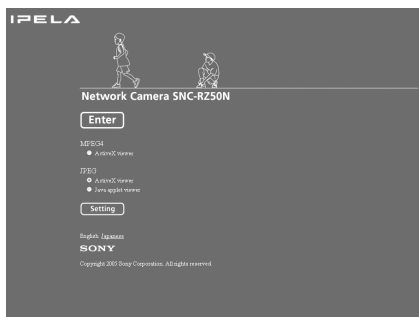 IPELA
Network Camera SNC-RZ50N
Enter
MPEG4
ActiveX viewer
JPEG
ActiveX viewer
Java applet viewer
Setting
English Japanese
SONY
Copyright 2005 Sony Corporation. All rights reserved.